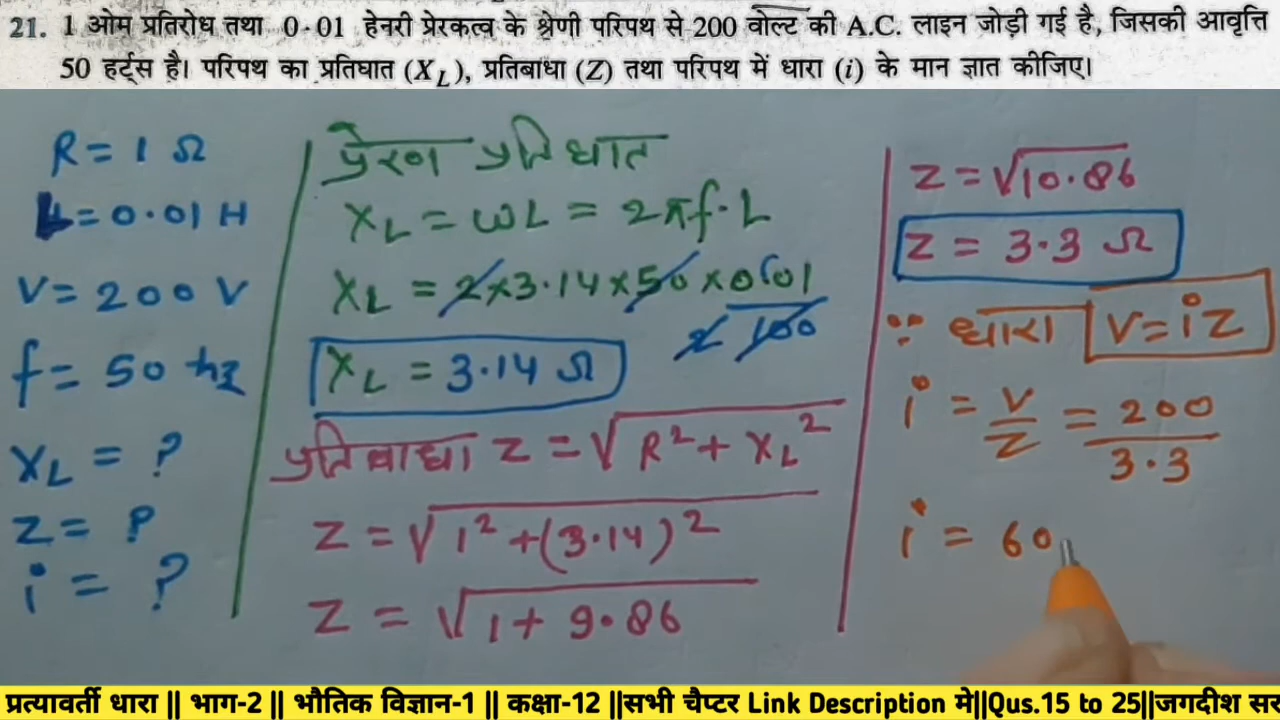 21. 1 ओम प्रतिरोध तथा 0·01 हेनरी प्रेरकत्व के श्रेणी परिपथ से 200 वोल्ट की A.C. लाइन जोड़ी गई है, जिसकी आवृत्ति
50 हर्ट्स है। परिपथ का प्रतिघात (X_L), प्रतिबाधा (Z) तथा परिपथ में धारा (i) के मान ज्ञात कीजिए।
R = 1 Ω
L = 0.01 H
V = 200 V
f = 50 hz
X_L = ?
Z = ?
i = ?
प्रेरण प्रतिघात
X_L = ωL = 2πf·L
X_L = 2×3.14×50×0.01
2 100
X_L = 3.14 Ω
प्रतिबाधा Z = √R² + X_L²
Z = √1² + (3.14)²
Z = √1 + 9.86
Z = √10.86
Z = 3.3 Ω
∵ धारा V = iZ
i = V/Z = 200/3.3
i = 60
प्रत्यावर्ती धारा || भाग-2 || भौतिक विज्ञान-1 || कक्षा-12 ||सभी चैप्टर Link Description मे||Qus.15 to 25||जगदीश सर